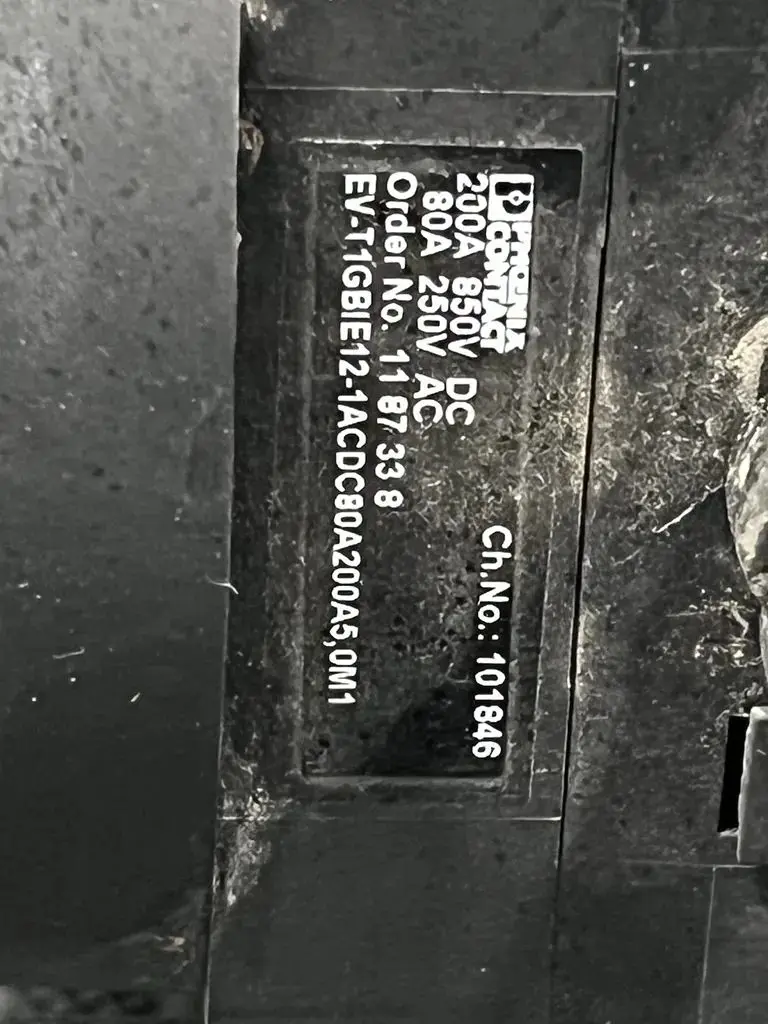 PHOENIX
CONTACT
Ch.No.: 101846
200A 850V DC
80A 250V AC
Order No. 11 87 33 8
EV-T1GBIE12-1ACDC80A200A5,0M1